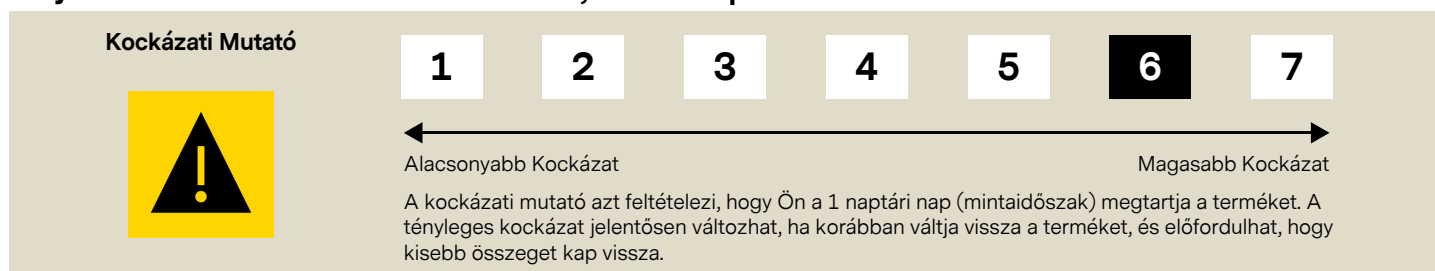 Kockázati Mutató
1 2 3 4 5 6 7
Alacsonyabb Kockázat Magasabb Kockázat
A kockázati mutató azt feltételezi, hogy Ön a 1 naptári nap (mintaidőszak) megtartja a terméket. A
tényleges kockázat jelentősen változhat, ha korábban váltja vissza a terméket, és előfordulhat, hogy
kisebb összeget kap vissza.